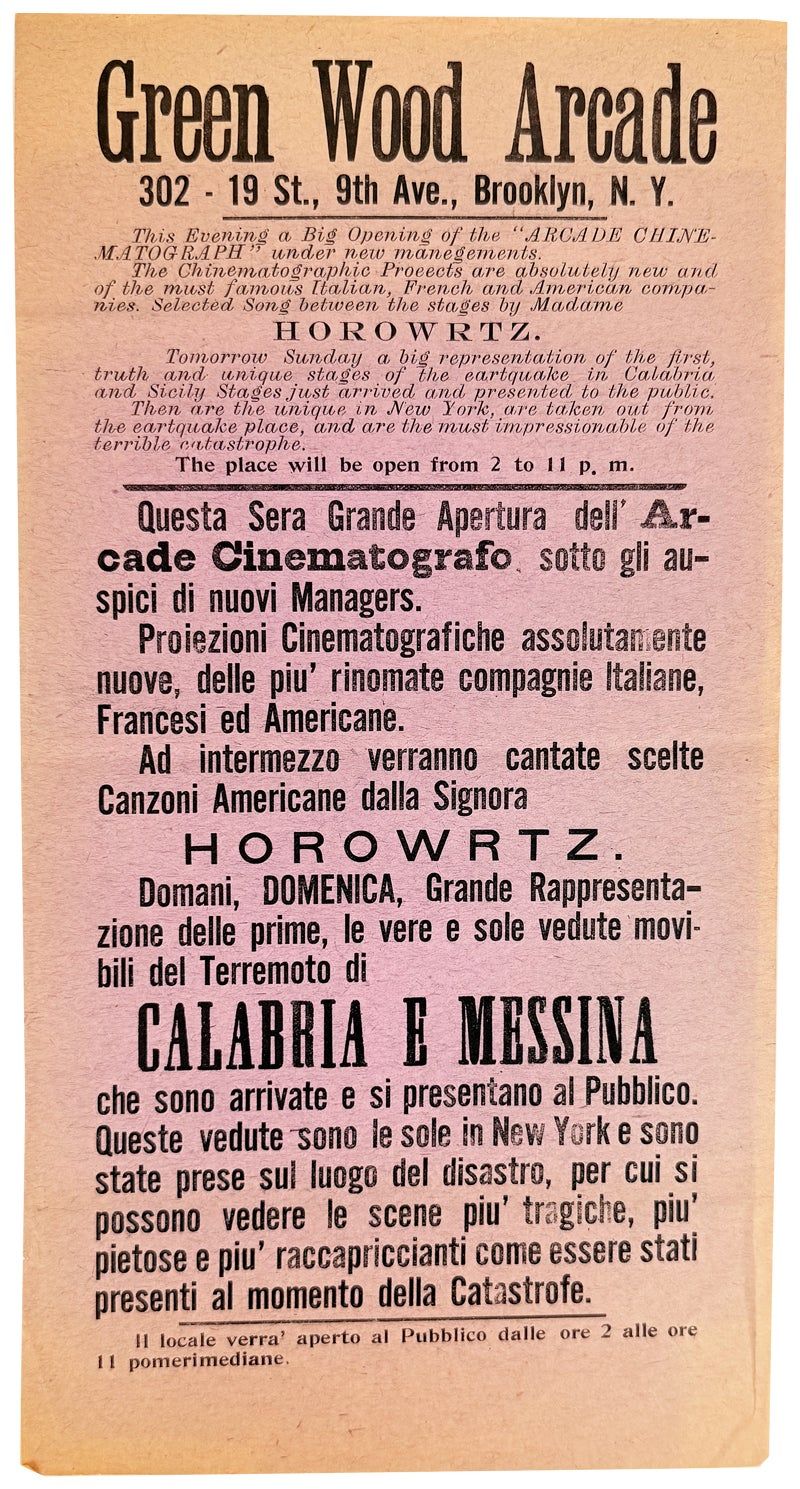 Green Wood Arcade
302 - 19 St., 9th Ave., Brooklyn, N. Y.
This Evening a Big Opening of the "ARCADE CHINE-
MATOGRAPH" under new manegements.
The Chinematographic Proeects are absolutely new and
of the must famous Italian, French and American compa-
nies. Selected Song between the stages by Madame
HOROWRTZ.
Tomorrow Sunday a big representation of the first,
truth and unique stages of the eartquake in Calabria
and Sicily Stages just arrived and presented to the public.
Then are the unique in New York, are taken out from
the eartquake place, and are the must impressionable of the
terrible catastrophe.
The place will be open from 2 to 11 p. m.
Questa Sera Grande Apertura dell' Ar-
cade Cinematografo, sotto gli au-
spici di nuovi Managers.
Proiezioni Cinematografiche assolutamente
nuove, delle piu' rinomate compagnie Italiane,
Francesi ed Americane.
Ad intermezzo verranno cantate scelte
Canzoni Americane dalla Signora
HOROWRTZ.
Domani, DOMENICA, Grande Rappresenta-
zione delle prime, le vere e sole vedute movi-
bili del Terremoto di
CALABRIA E MESSINA
che sono arrivate e si presentano al Pubblico.
Queste vedute sono le sole in New York e sono
state prese sul luogo del disastro, per cui si
possono vedere le scene piu' tragiche, piu'
pietose e piu' raccapriccianti come essere stati
presenti al momento della Catastrofe.
Il locale verra' aperto al Pubblico dalle ore 2 alle ore
11 pomerimediane.